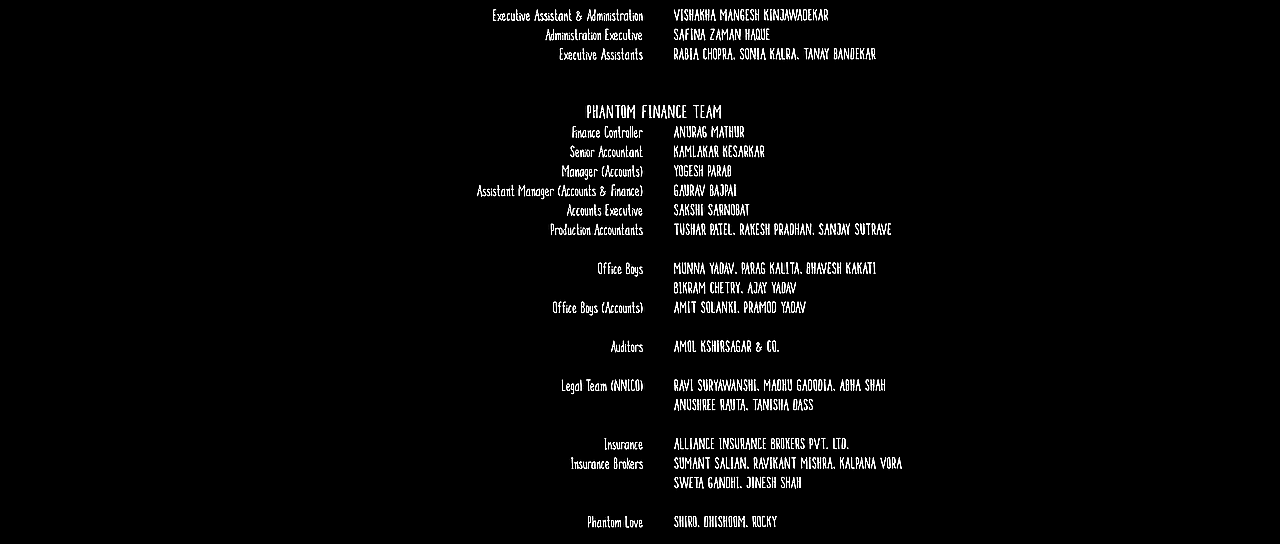 Executive Assistant & Administration VISHAKHA MANGESH KINJAWADEKAR
Administration Executive SAFINA ZAMAN HAQUE
Executive Assistants RABIA CHOPRA, SONIA KALRA, TANAY BANDEKAR
PHANTOM FINANCE TEAM
Finance Controller ANURAG MATHUR
Senior Accountant KAMLAKAR KESARKAR
Manager (Accounts) YOGESH PARAB
Assistant Manager (Accounts & Finance) GAURAV BAJPAI
Accounts Executive SAKSHI SARNOBAT
Production Accountants TUSHAR PATEL, RAKESH PRADHAN, SANJAY SUTRAVE
Office Boys MUNNA YADAV, PARAG KALITA, BHAVESH KAKATI
BIKRAM CHETRY, AJAY YADAV
Office Boys (Accounts) AMIT SOLANKI, PRAMOD YADAV
Auditors AMOL KSHIRSAGAR & CO.
Legal Team (NNICO) RAVI SURYAWANSHI, MADHU GADODIA, ABHA SHAH
ANUSHREE RAUTA, TANISHA DASS
Insurance ALLIANCE INSURANCE BROKERS PVT. LTD.
Insurance Brokers SUMANT SALIAN, RAVIKANT MISHRA, KALPANA VORA
SWETA GANDHI, JINESH SHAH
Phantom Love SHIRO, DHISHOOM, ROCKY